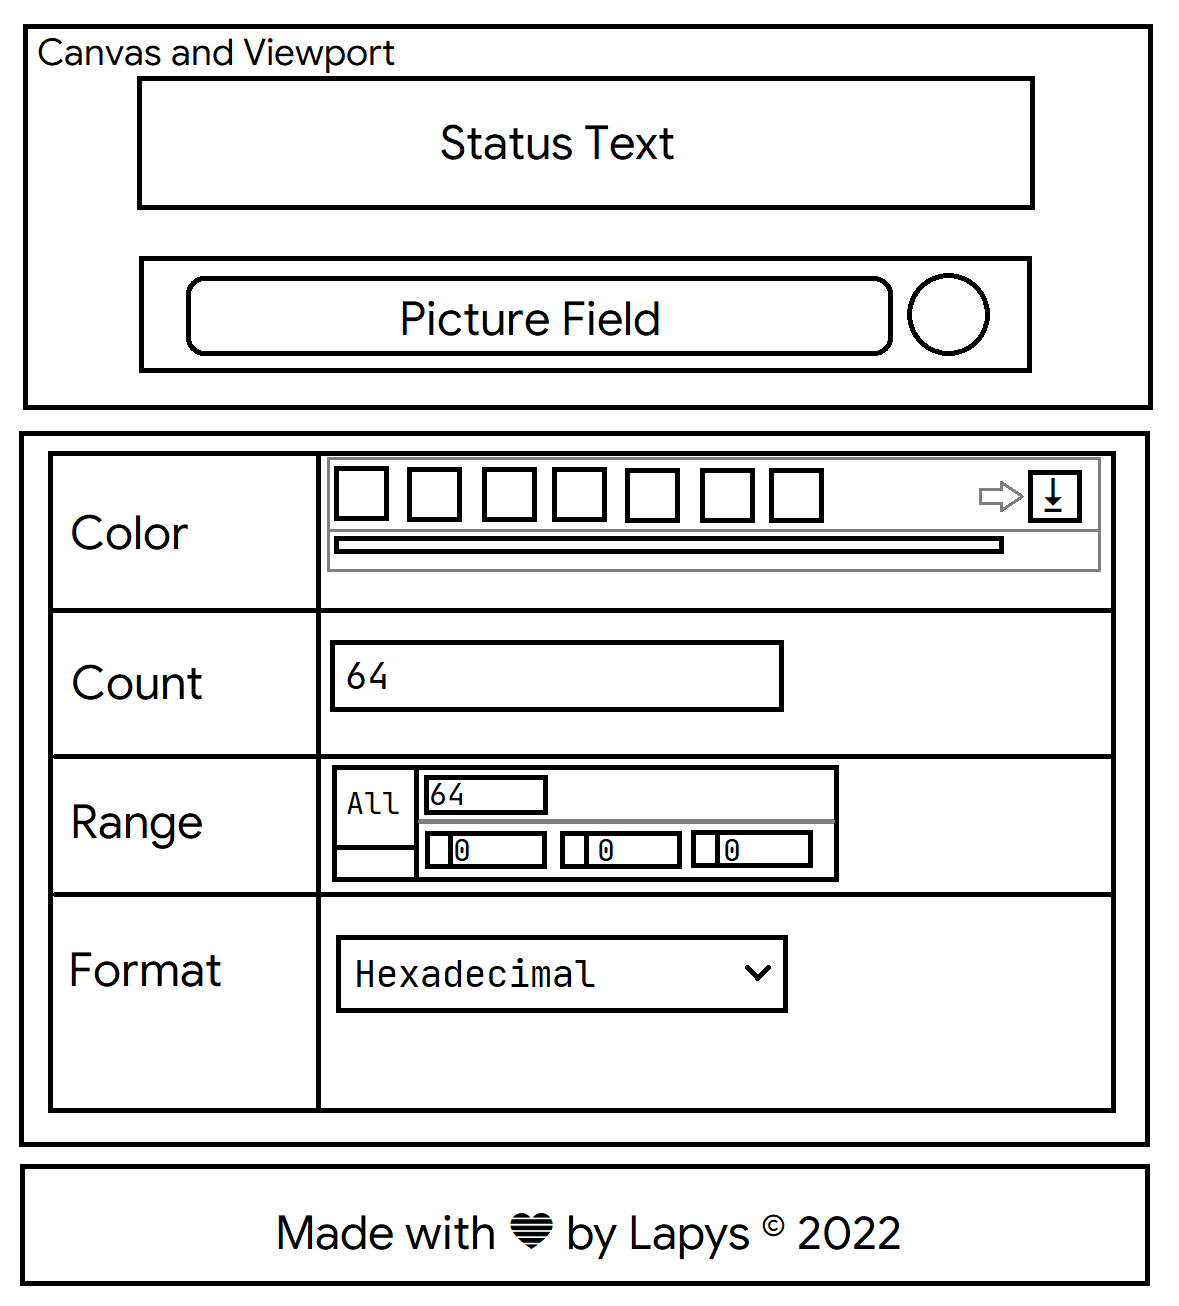 Canvas and Viewport
Status Text
Picture Field
Color
Count
64
Range
All
64
0 0 0
Format
Hexadecimal
Made with ♥ by Lapys © 2022